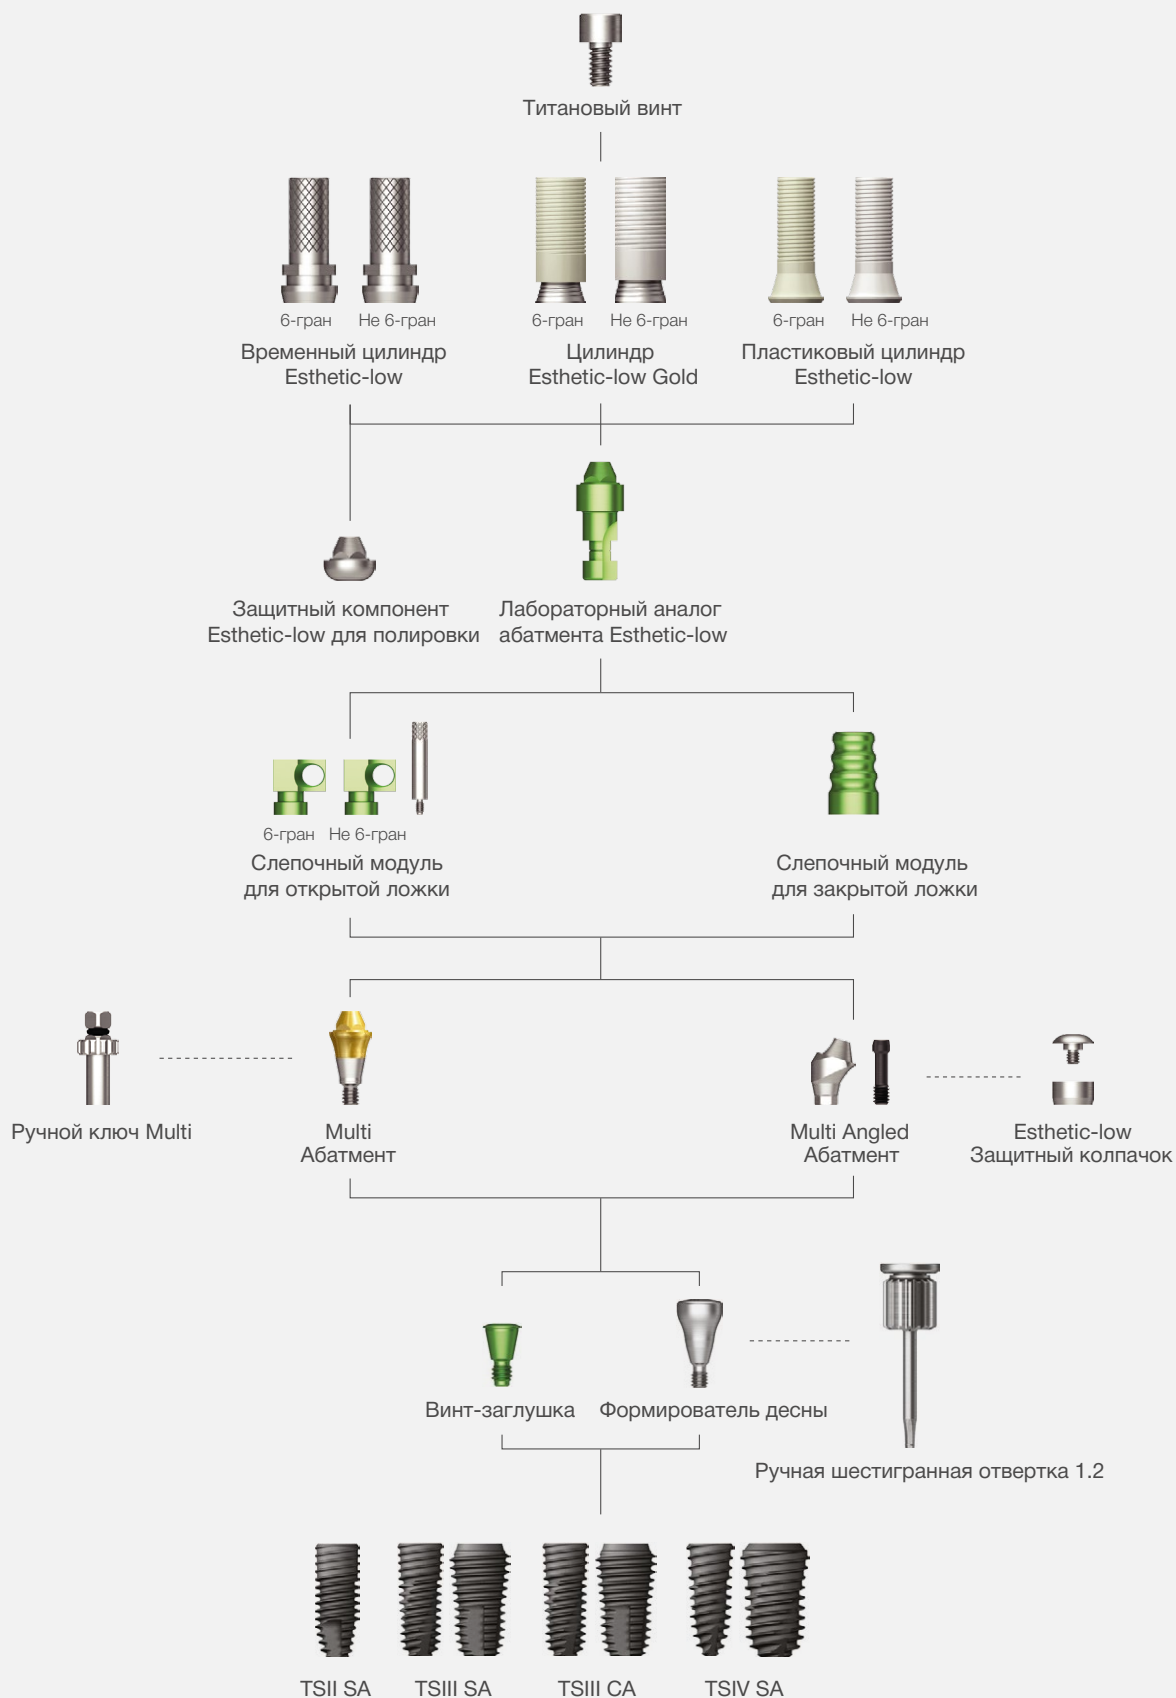 Титановый винт
6-гран
Не 6-гран
6-гран
Не 6-гран
6-гран
Не 6-гран
Временный цилиндр
Esthetic-low
Цилиндр
Esthetic-low Gold
Пластиковый цилиндр
Esthetic-low
Защитный компонент
Esthetic-low для полировки
Лабораторный аналог
абатмента Esthetic-low
6-гран
Не 6-гран
Слепочный модуль
для открытой ложки
Слепочный модуль
для закрытой ложки
Ручной ключ Multi
Multi
Абатмент
Multi Angled
Абатмент
Esthetic-low
Защитный колпачок
Винт-заглушка
Формирователь десны
Ручная шестигранная отвертка 1.2
TSII SA
TSIII SA
TSIII CA
TSIV SA